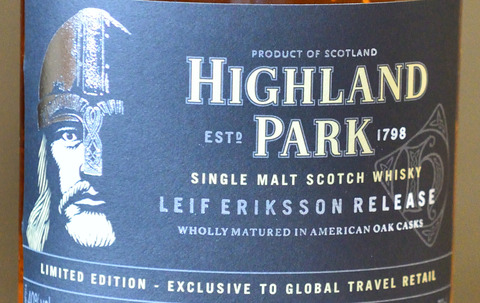 PRODUCT OF SCOTLAND
HIGHLAND
ESTD PARK 1798
SINGLE MALT SCOTCH WHISKY
LEIF ERIKSSON RELEASE
WHOLLY MATURED IN AMERICAN OAK CASKS
LIMITED EDITION - EXCLUSIVE TO GLOBAL TRAVEL RETAIL